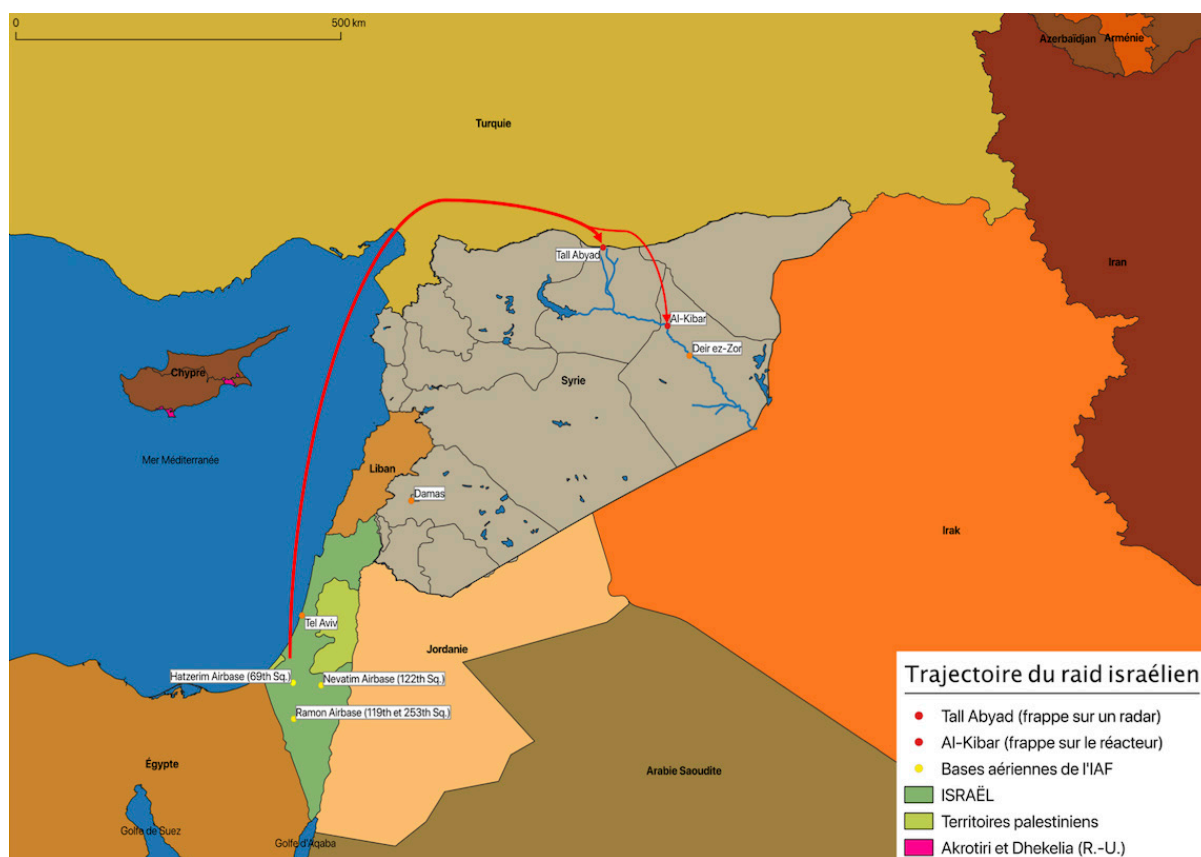 0
500 km
Azerbaïdjan
Arménie
Turquie
Iran
Tall Abyad
Al-Kibar
Deir ez-Zor
Chypre
Syrie
Mer Méditerranée
Liban
Damas
Irak
Tel Aviv
Jordanie
Hatzerim Airbase (69th Sq.)
Nevatim Airbase (122th Sq.)
Ramon Airbase (119th et 253th Sq.)
Égypte
Arabie Saoudite
Golfe de Suez
Golfe d'Aqaba
Trajectoire du raid israélien
Tall Abyad (frappe sur un radar)
Al-Kibar (frappe sur le réacteur)
Bases aériennes de l'IAF
ISRAËL
Territoires palestiniens
Akrotiri et Dhekelia (R.-U.)